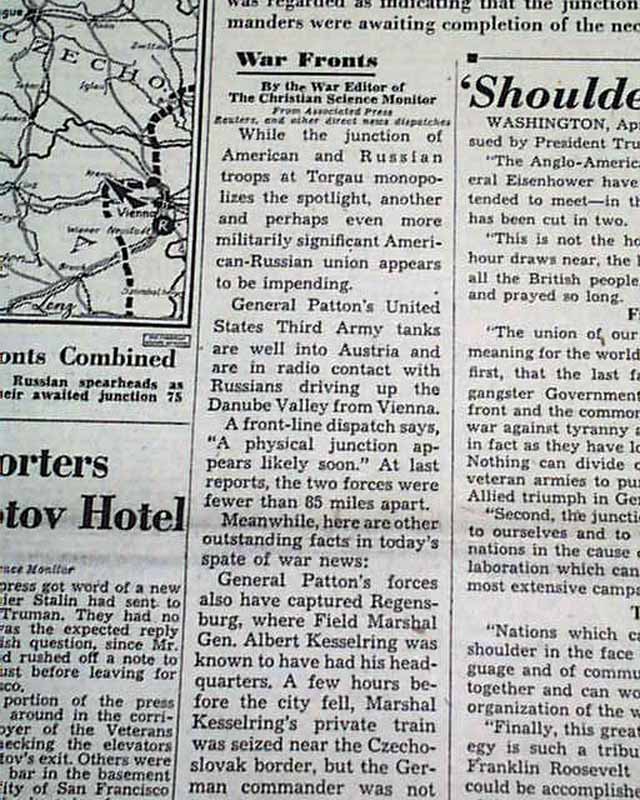 was regarded as indicating that the junction
manders were awaiting completion of the
CZECHO
Iglau
Vienna
Wiener Neustadt
R
A
Linz
onts Combined
Russian spearheads as
eir awaited junction 75
orters
tov Hotel
nce Monitor
press got word of a new
ier Stalin had sent to
Truman. They had no
was the expected reply
ish question, since Mr.
d rushed off a note to
ust before leaving for
sco.
portion of the press
around in the corri-
oyer of the Veterans
hecking the elevators
tov's exit. Others were
bar in the basement
ity of San Francisco
War Fronts
By the War Editor of
The Christian Science Monitor
From Associated Press
Reuters, and other direct news dispatches
While the junction of
American and Russian
troops at Torgau monopo-
lizes the spotlight, another
and perhaps even more
militarily significant Ameri-
can-Russian union appears
to be impending.
General Patton's United
States Third Army tanks
are well into Austria and
are in radio contact with
Russians driving up the
Danube Valley from Vienna.
A front-line dispatch says,
"A physical junction ap-
pears likely soon." At last
reports, the two forces were
fewer than 85 miles apart.
Meanwhile, here are other
outstanding facts in today's
spate of war news:
General Patton's forces
also have captured Regens-
burg, where Field Marshal
Gen. Albert Kesselring was
known to have had his head-
quarters. A few hours be-
fore the city fell, Marshal
Kesselring's private train
was seized near the Czecho-
slovak border, but the Ger-
man commander was not
'Shoulde
WASHINGTON, Ap
sued by President Tru
"The Anglo-Americ
eral Eisenhower have
tended to meet—in th
has been cut in two.
"This is not the ho
hour draws near, the
all the British people
and prayed so long.
F
"The union of our
meaning for the world
first, that the last fa
gangster Government
front and the common
war against tyranny a
in fact as they have lo
Nothing can divide o
veteran armies to pu
Allied triumph in Ge
"Second, the juncti
to ourselves and to
nations in the cause o
laboration which can
most extensive campa
T
"Nations which c
shoulder in the face
guage and of commu
together and can wo
organization of the w
"Finally, this great
egy is such a tribu
Franklin Roosevelt
could be accomplishe